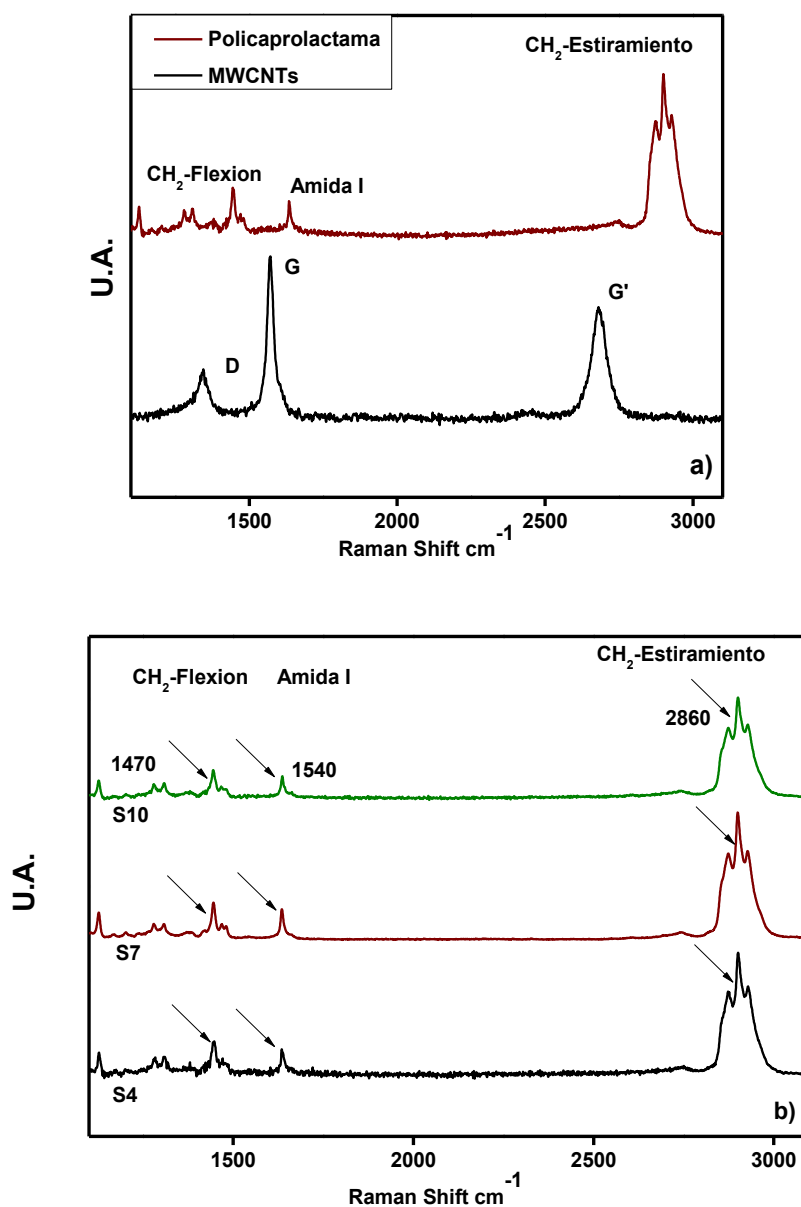 Policaprolactama
MWCNTs
CH2-Estiramiento
CH2-Flexion
Amida I
G
G'
D
U.A.
a)
1500 2000 2500 3000
Raman Shift cm-1
CH2-Estiramiento
CH2-Flexion Amida I
2860
1470 1540
S10
U.A.
S7
S4
b)
1500 2000 2500 3000
Raman Shift cm-1